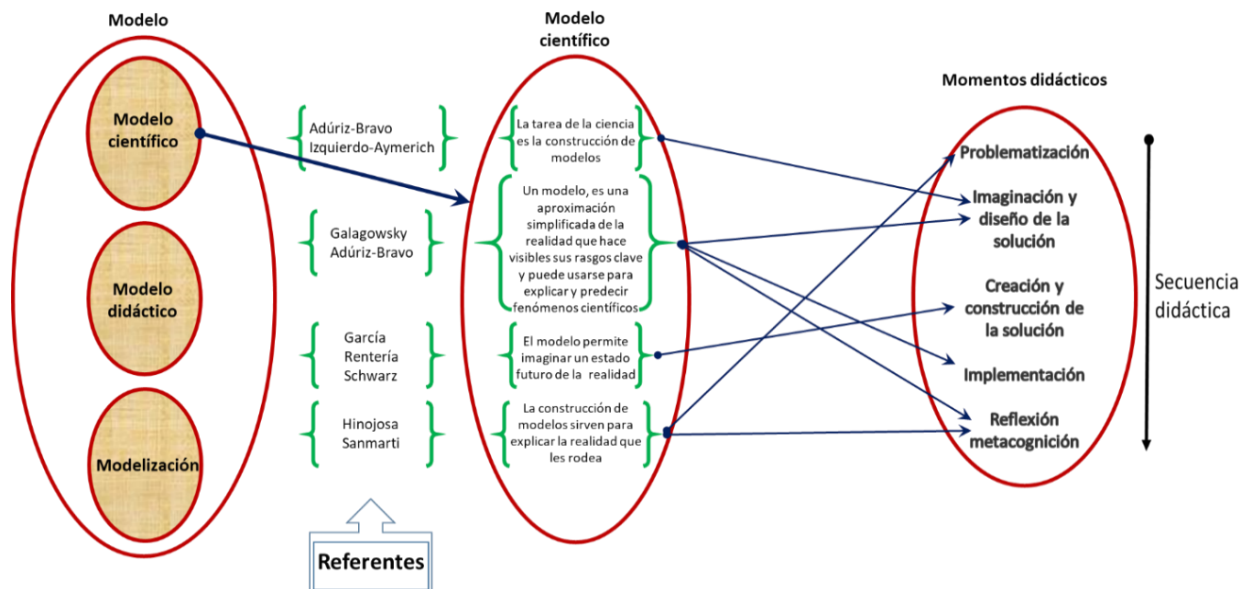 Modelo
Modelo
científico
Modelo
didáctico
Modelización
Adúriz-Bravo
Izquierdo-Aymerich
Galagowsky
Adúriz-Bravo
García
Rentería
Schwarz
Hinojosa
Sanmarti
Referentes
Modelo
científico
La tarea de la ciencia
es la construcción de
modelos
Un modelo, es una
aproximación
simplificada de la
realidad que hace
visibles sus rasgos clave
y puede usarse para
explicar y predecir
fenómenos científicos
El modelo permite
imaginar un estado
futuro de la realidad
La construcción de
modelos sirven para
explicar la realidad que
les rodea
Momentos didácticos
Problematización
Imaginación y
diseño de la
solución
Creación y
construcción de
la solución
Implementación
Reflexión
metacognición
Secuencia
didáctica